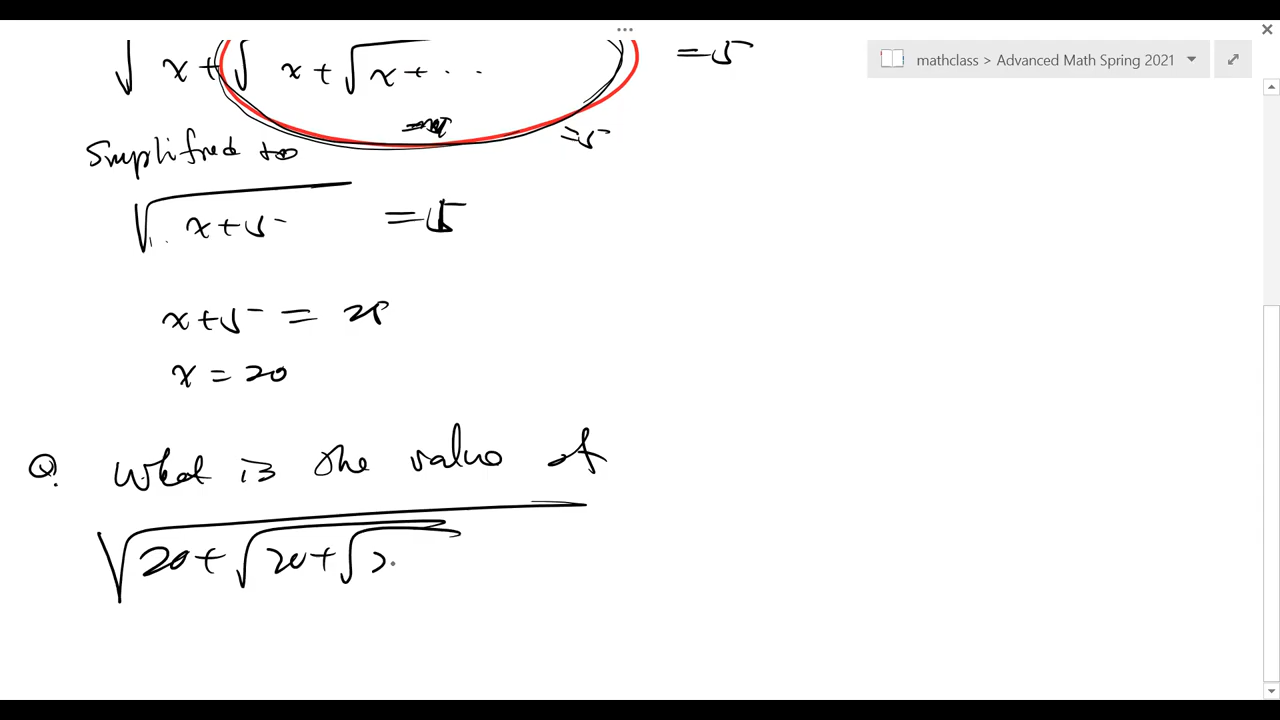 √x+√x+√x+... =5
mathclass > Advanced Math Spring 2021
=5
Simplified to
√x+5 =5
x+5 = 25
x = 20
Q. What is the value of
√20+√20+√2